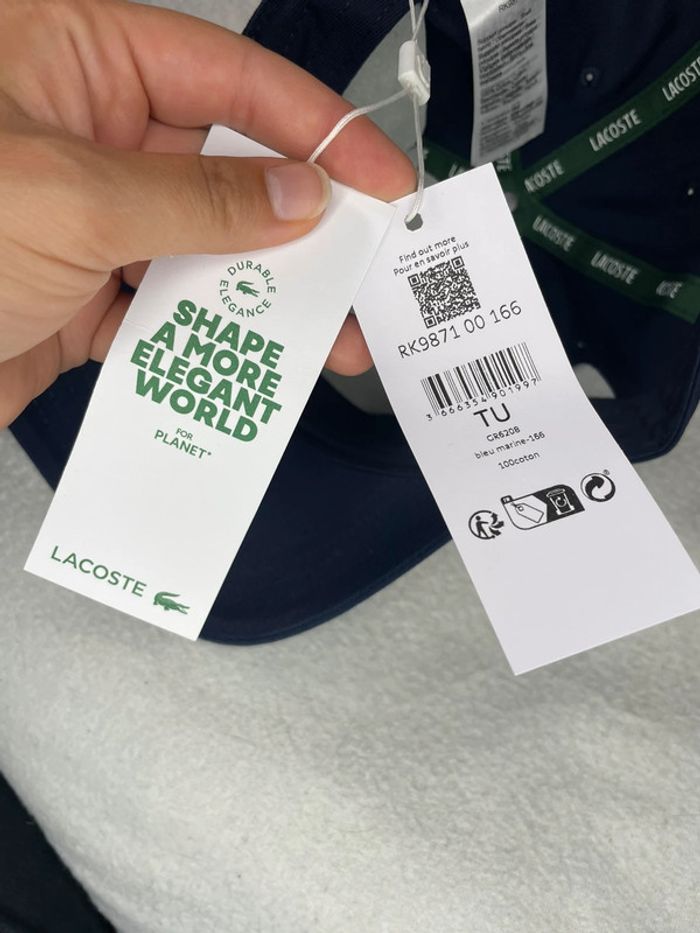 DURABLE
ELEGANCE
SHAPE
A MORE
ELEGANT
WORLD
FOR
PLANET*
LACOSTE
Find out more
Pour en savoir plus
RK9871 00 166
3 666354 901997
TU
CR6208
bleu marine-166
100coton
LACOSTE
LACOSTE
LACOSTE
LACOSTE
LACOSTE